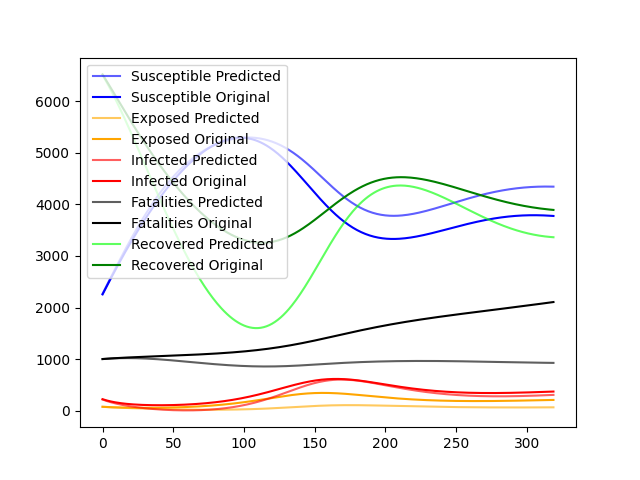 Susceptible Predicted
Susceptible Original
Exposed Predicted
Exposed Original
Infected Predicted
Infected Original
Fatalities Predicted
Fatalities Original
Recovered Predicted
Recovered Original
6000
5000
4000
3000
2000
1000
0
0 50 100 150 200 250 300